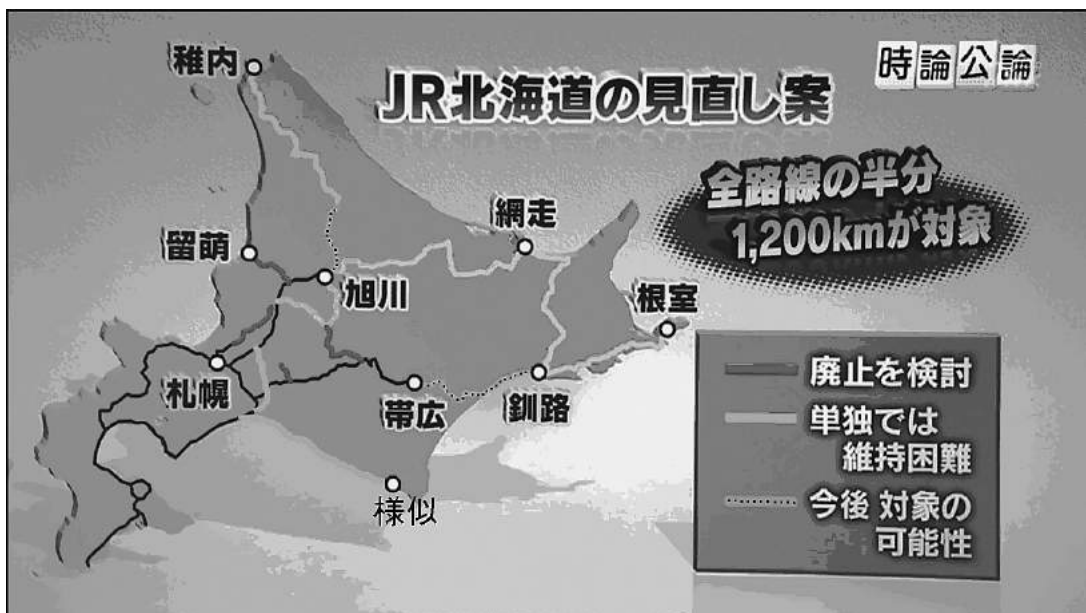 時論公論
JR北海道の見直し案
全路線の半分
1,200kmが対象
稚内
留萌
旭川
網走
根室
札幌
帯広
釧路
様似
廃止を検討
単独では
維持困難
今後 対象の
可能性